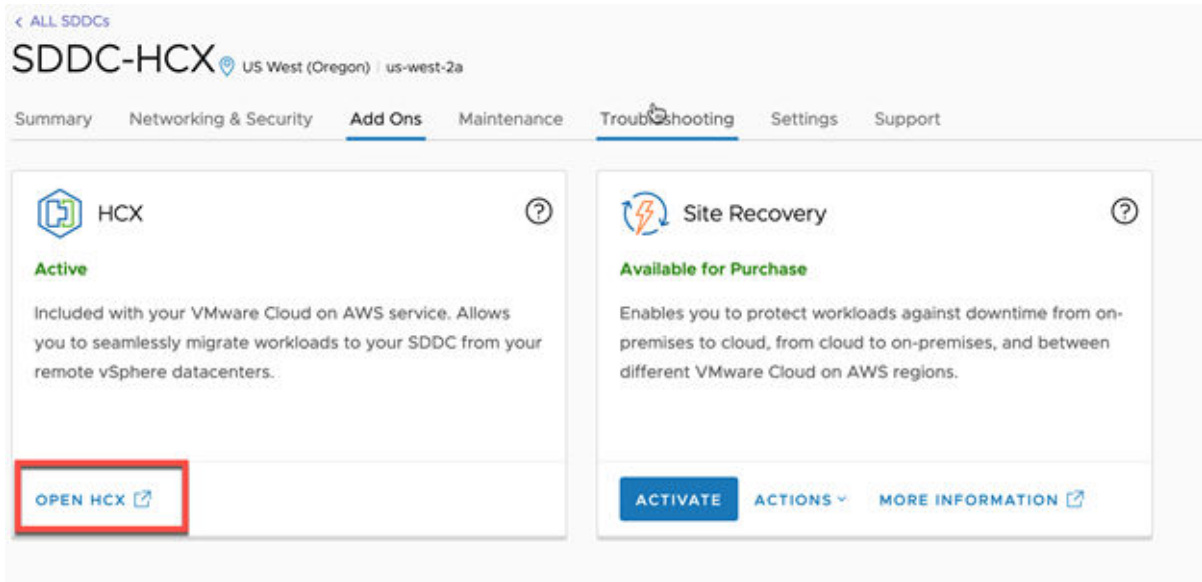 < ALL SDDCs
SDDC-HCX US West (Oregon) | us-west-2a
Summary Networking & Security Add Ons Maintenance Troubleshooting Settings Support
HCX
Active
Included with your VMware Cloud on AWS service. Allows
you to seamlessly migrate workloads to your SDDC from your
remote vSphere datacenters.
OPEN HCX
Site Recovery
Available for Purchase
Enables you to protect workloads against downtime from on-
premises to cloud, from cloud to on-premises, and between
different VMware Cloud on AWS regions.
ACTIVATE ACTIONS MORE INFORMATION